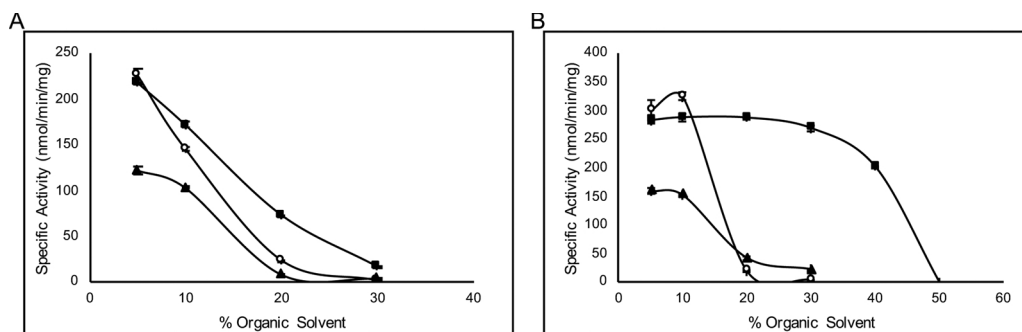 A
Specific Activity (nmol/min/mg)
250
200
150
100
50
0
0 10 20 30 40
% Organic Solvent
B
Specific Activity (nmol/min/mg)
400
350
300
250
200
150
100
50
0
0 10 20 30 40 50 60
% Organic Solvent